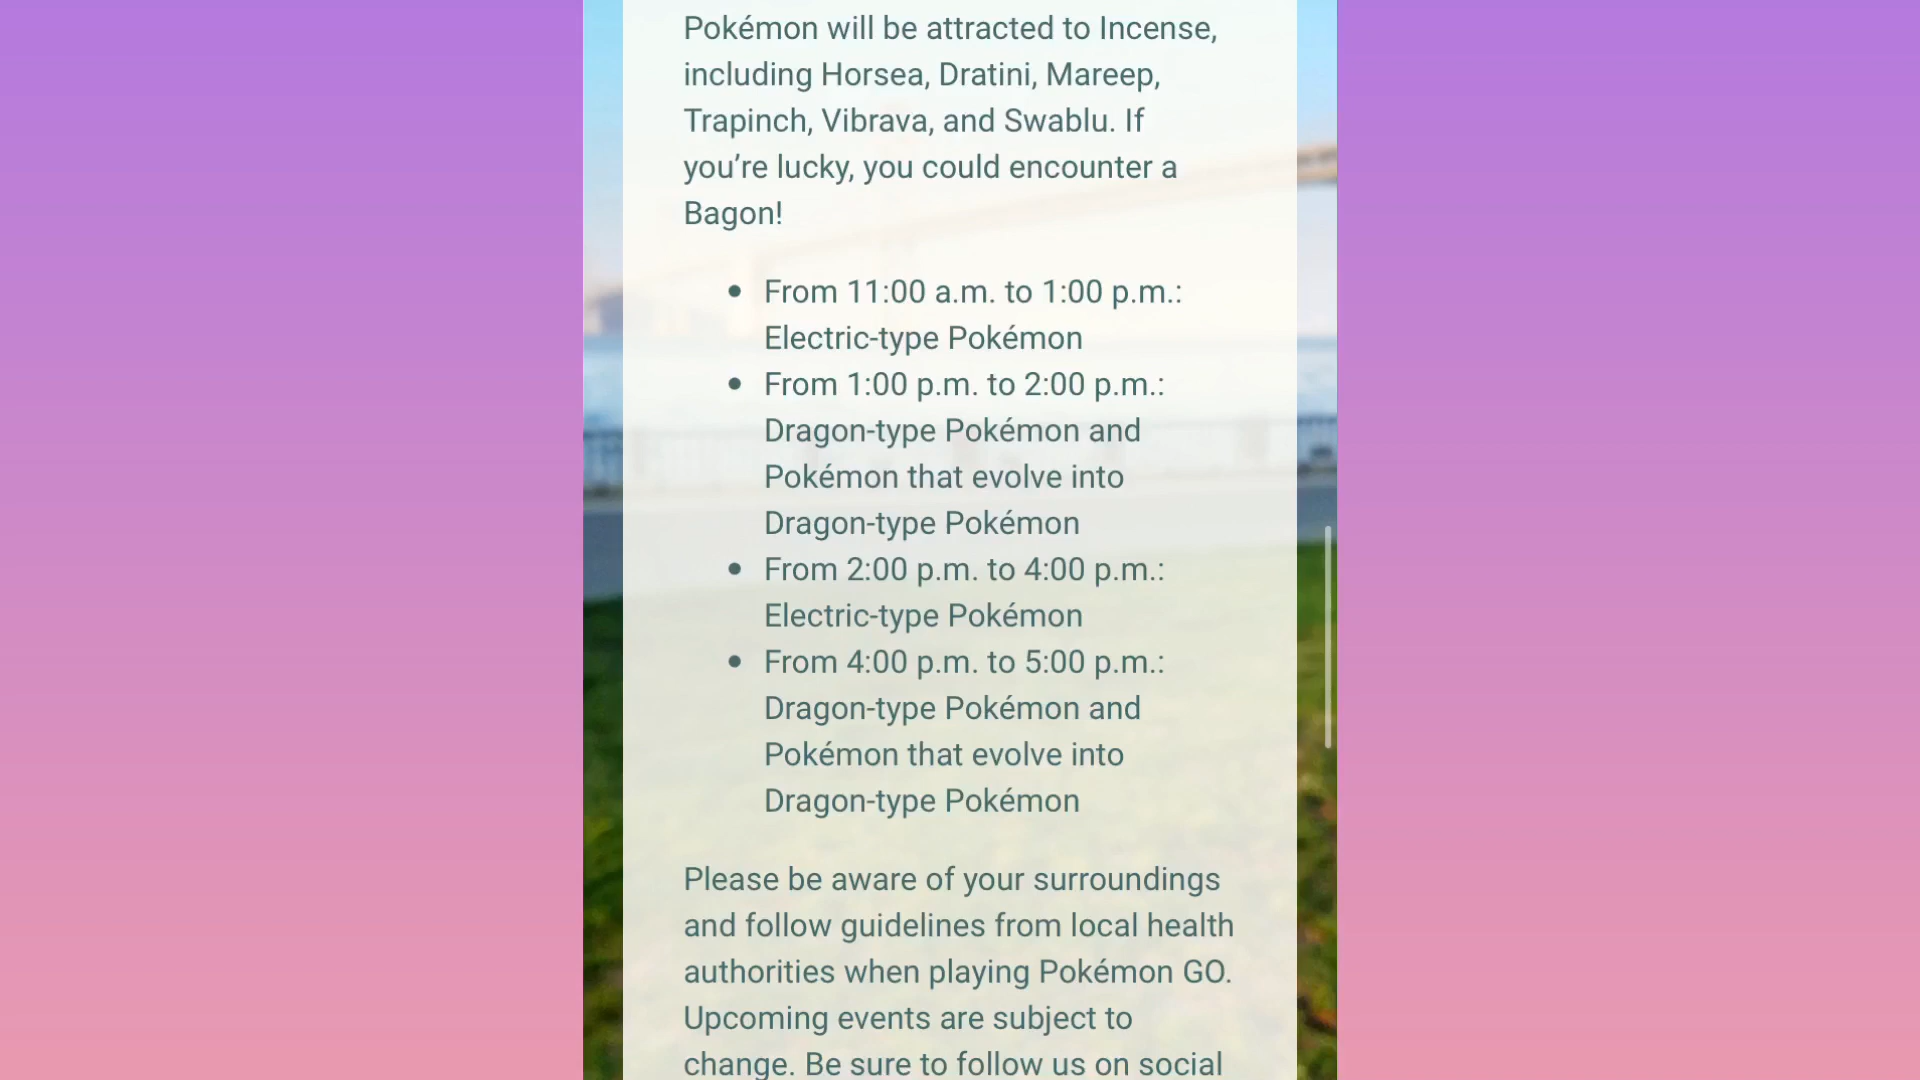 Pokémon will be attracted to Incense,
including Horsea, Dratini, Mareep,
Trapinch, Vibrava, and Swablu. If
you’re lucky, you could encounter a
Bagon!
• From 11:00 a.m. to 1:00 p.m.:
Electric-type Pokémon
• From 1:00 p.m. to 2:00 p.m.:
Dragon-type Pokémon and
Pokémon that evolve into
Dragon-type Pokémon
• From 2:00 p.m. to 4:00 p.m.:
Electric-type Pokémon
• From 4:00 p.m. to 5:00 p.m.:
Dragon-type Pokémon and
Pokémon that evolve into
Dragon-type Pokémon
Please be aware of your surroundings
and follow guidelines from local health
authorities when playing Pokémon GO.
Upcoming events are subject to
change. Be sure to follow us on social